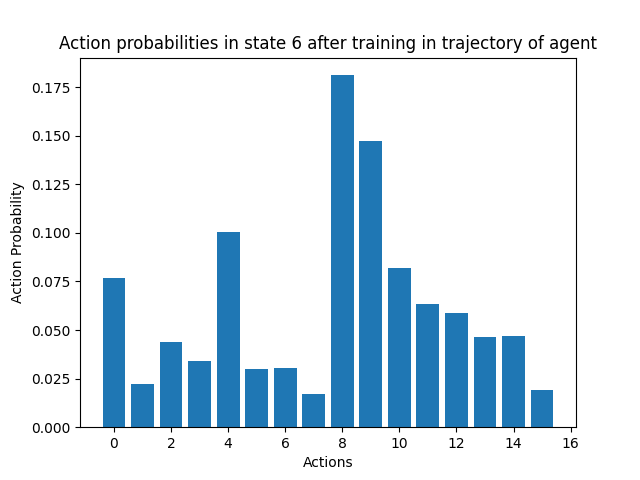 Action probabilities in state 6 after training in trajectory of agent
0.175
0.150
0.125
0.100
0.075
0.050
0.025
0.000
Action Probability
0 2 4 6 8 10 12 14 16
Actions